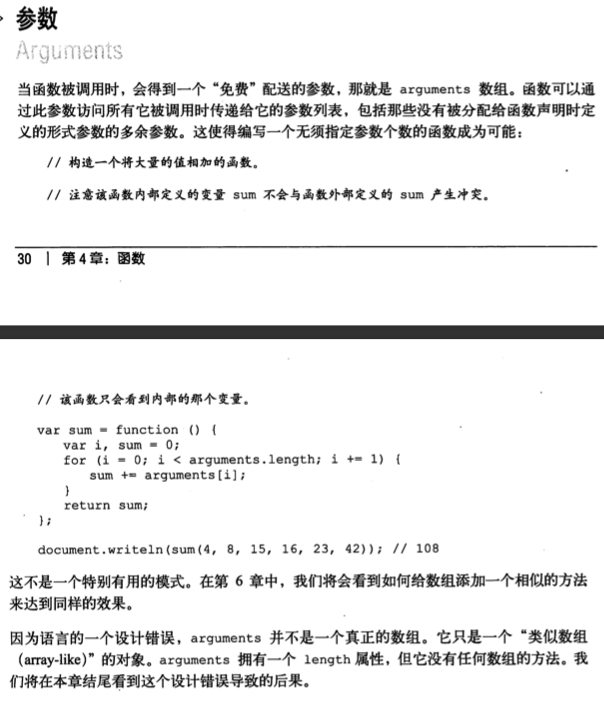 参数
Arguments
当函数被调用时，会得到一个“免费”配送的参数，那就是 arguments 数组。函数可以通
过此参数访问所有它被调用时传递给它的参数列表，包括那些没有被分配给函数声明时定
义的形式参数的多余参数。这使得编写一个无须指定参数个数的函数成为可能：
// 构造一个将大量的值相加的函数。
// 注意该函数内部定义的变量 sum 不会与函数外部定义的 sum 产生冲突。
30 | 第 4 章：函数
// 该函数只会看到内部的那个变量。
var sum = function () {
var i, sum = 0;
for (i = 0; i < arguments.length; i += 1) {
sum += arguments[i];
}
return sum;
};
document.writeln(sum(4, 8, 15, 16, 23, 42)); // 108
这不是一个特别有用的模式。在第 6 章中，我们将会看到如何给数组添加一个相似的方法
来达到同样的效果。
因为语言的一个设计错误，arguments 并不是一个真正的数组。它只是一个“类似数组
（array-like）”的对象。arguments 拥有一个 length 属性，但它没有任何数组的方法。我
们将在本章结尾看到这个设计错误导致的后果。